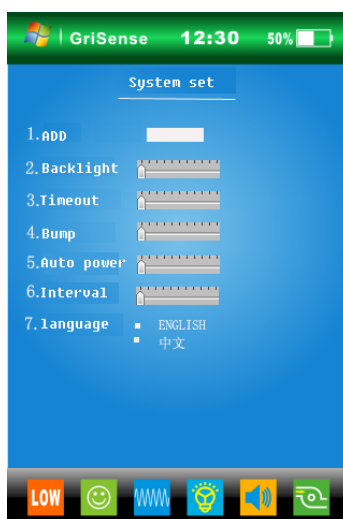 GriSense 12:30 50%
System set
1.ADD
2.Backlight
3.Timeout
4.Bump
5.Auto power
6.Interval
7.language ENGLISH
中文
LOW